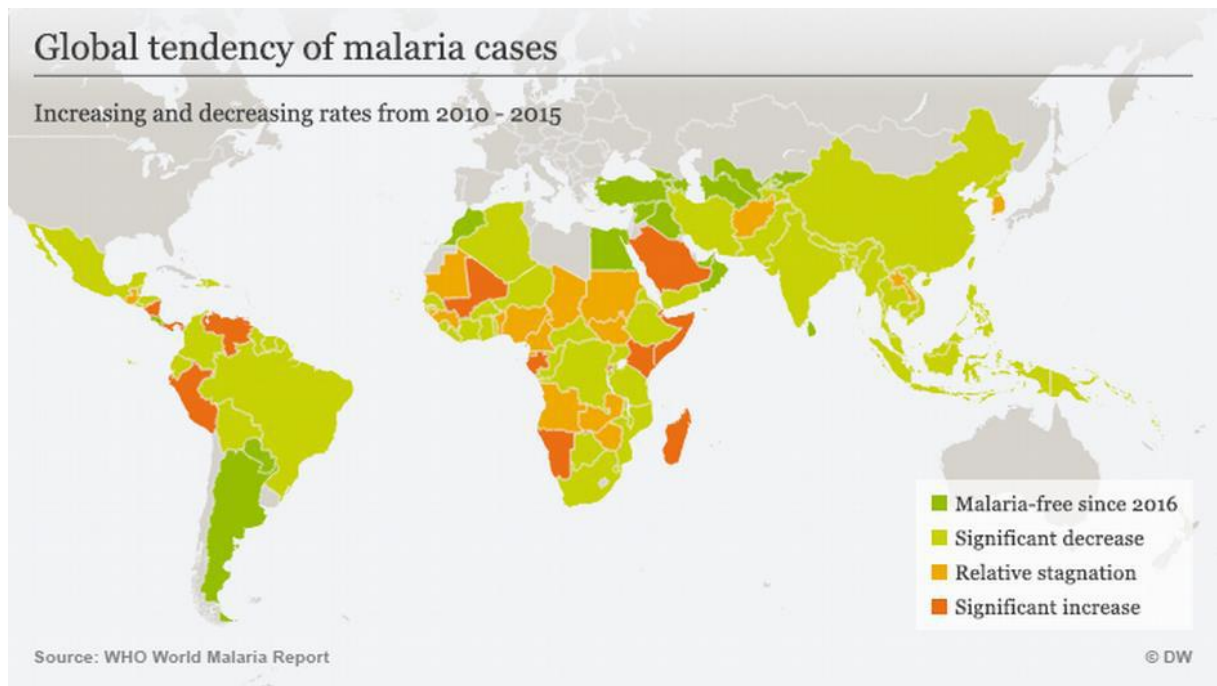 Global tendency of malaria cases
Increasing and decreasing rates from 2010 - 2015
Malaria-free since 2016
Significant decrease
Relative stagnation
Significant increase
Source: WHO World Malaria Report
© DW